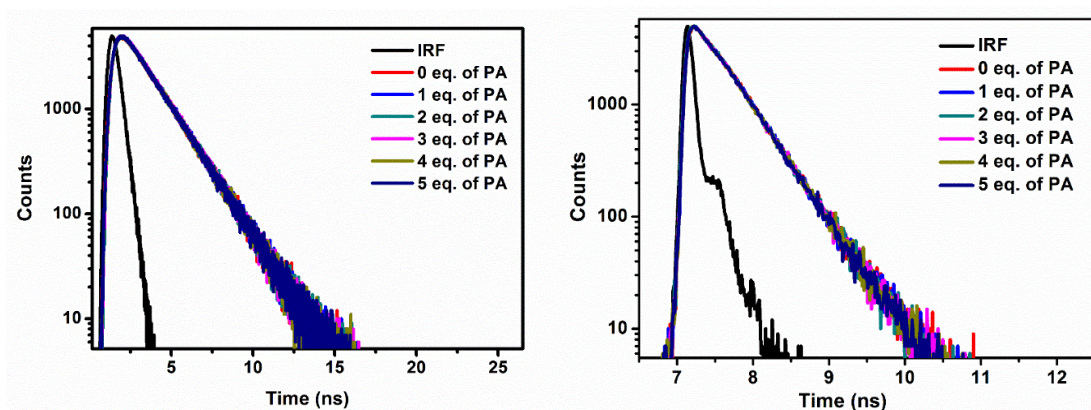 IRF
0 eq. of PA
1 eq. of PA
2 eq. of PA
3 eq. of PA
4 eq. of PA
5 eq. of PA
1000
100
10
Counts
5 10 15 20 25
Time (ns)
IRF
0 eq. of PA
1 eq. of PA
2 eq. of PA
3 eq. of PA
4 eq. of PA
5 eq. of PA
1000
100
10
Counts
7 8 9 10 11 12
Time (ns)